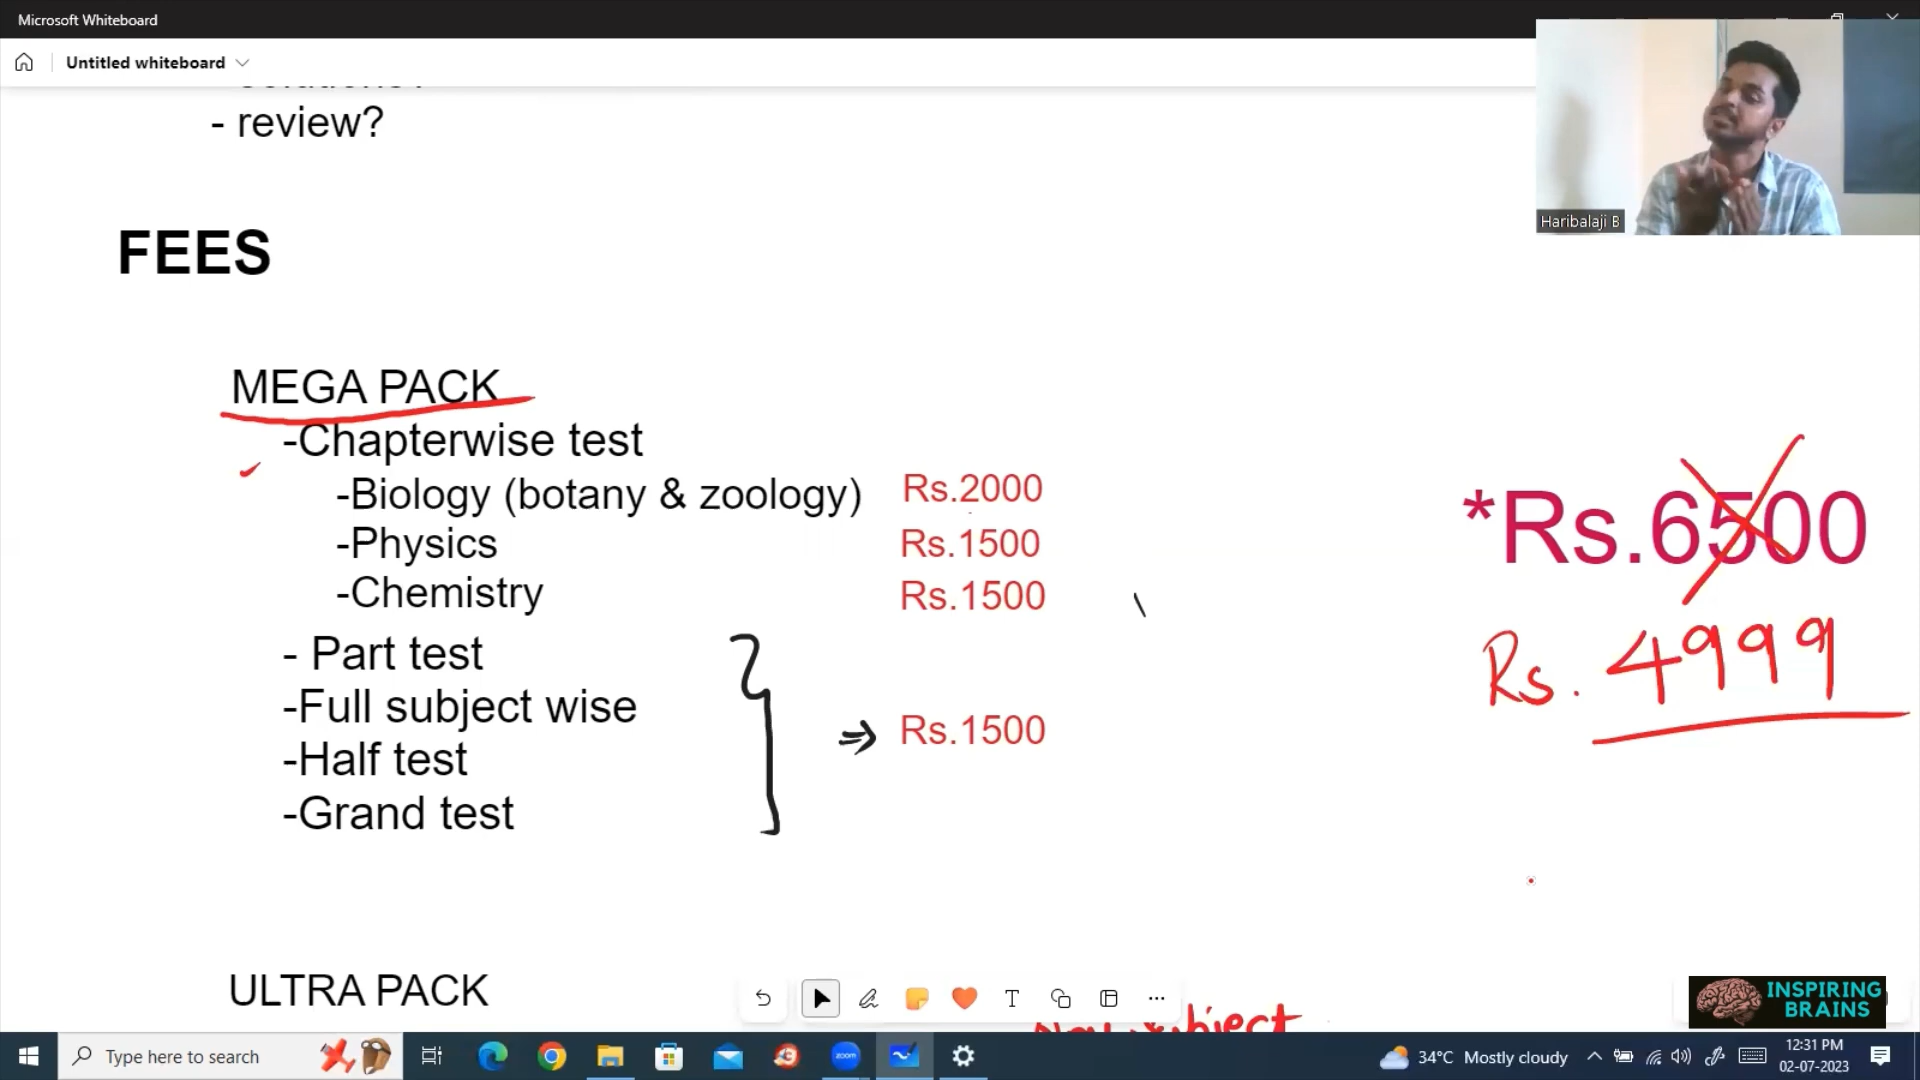 Microsoft Whiteboard
Untitled whiteboard
- review?
Haribalaji B
FEES
MEGA PACK
-Chapterwise test
-Biology (botany & zoology) Rs.2000
-Physics Rs.1500
-Chemistry Rs.1500
*Rs.6500
Rs. 4999
- Part test
-Full subject wise
-Half test
-Grand test
⇒ Rs.1500
ULTRA PACK
subject
INSPIRING
BRAINS
Type here to search
zoom
34°C Mostly cloudy
12:31 PM
02-07-2023